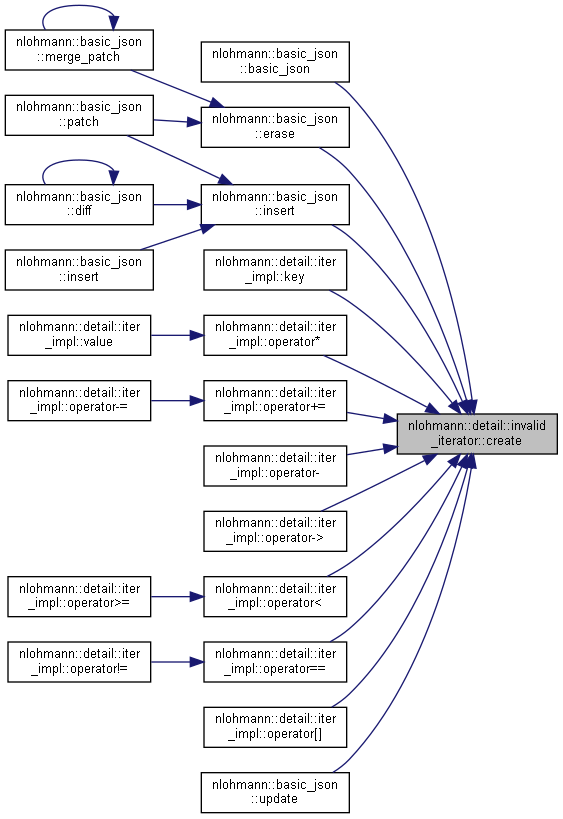 nlohmann::basic_json
::merge_patch
nlohmann::basic_json
::basic_json
nlohmann::basic_json
::patch
nlohmann::basic_json
::erase
nlohmann::basic_json
::diff
nlohmann::basic_json
::insert
nlohmann::basic_json
::insert
nlohmann::detail::iter
_impl::key
nlohmann::detail::iter
_impl::value
nlohmann::detail::iter
_impl::operator*
nlohmann::detail::iter
_impl::operator-=
nlohmann::detail::iter
_impl::operator+=
nlohmann::detail::invalid
_iterator::create
nlohmann::detail::iter
_impl::operator-
nlohmann::detail::iter
_impl::operator->
nlohmann::detail::iter
_impl::operator>=
nlohmann::detail::iter
_impl::operator<
nlohmann::detail::iter
_impl::operator!=
nlohmann::detail::iter
_impl::operator==
nlohmann::detail::iter
_impl::operator[]
nlohmann::basic_json
::update